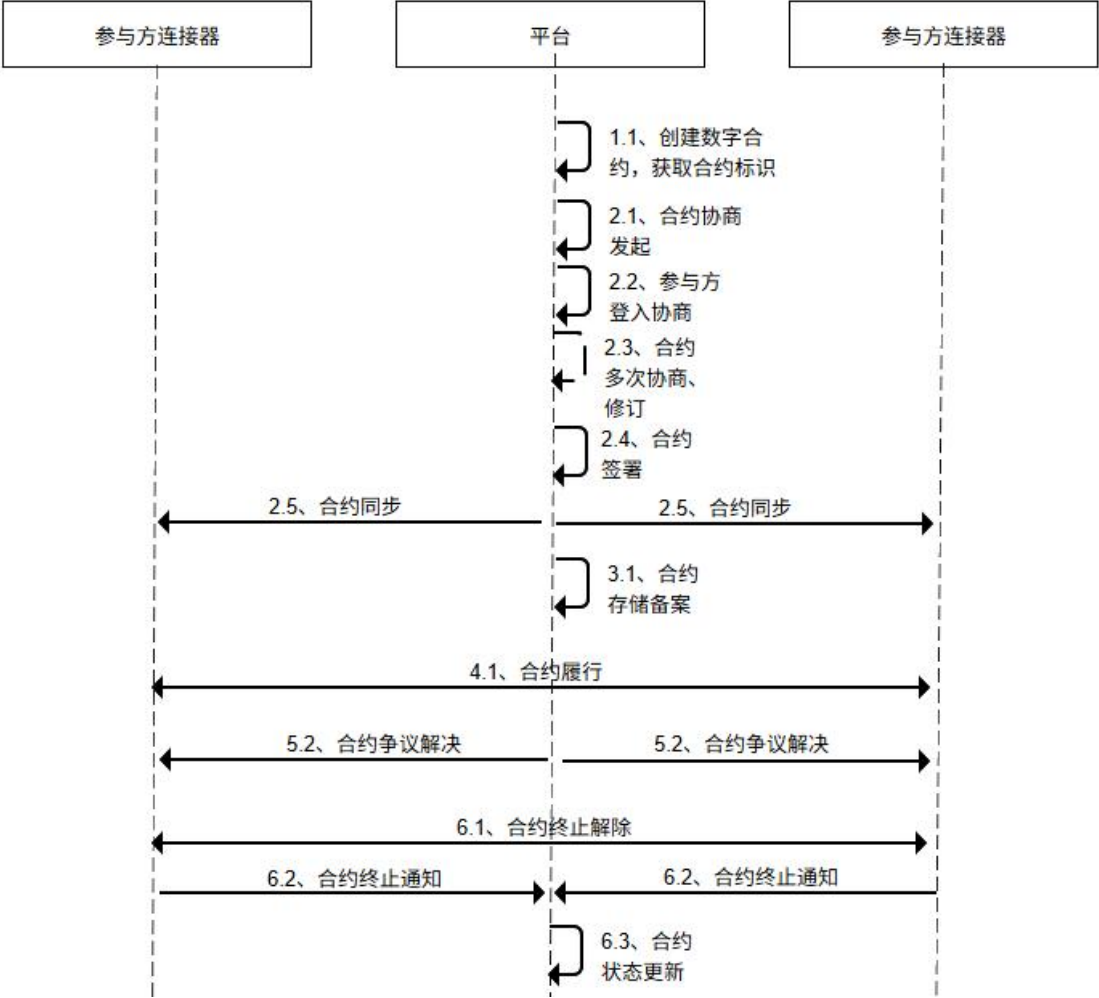 参与方连接器
平台
参与方连接器
1.1、创建数字合
约，获取合约标识
2.1、合约协商
发起
2.2、参与方
登入协商
2.3、合约
多次协商、
修订
2.4、合约
签署
2.5、合约同步
2.5、合约同步
3.1、合约
存储备案
4.1、合约履行
5.2、合约争议解决
5.2、合约争议解决
6.1、合约终止解除
6.2、合约终止通知
6.2、合约终止通知
6.3、合约
状态更新